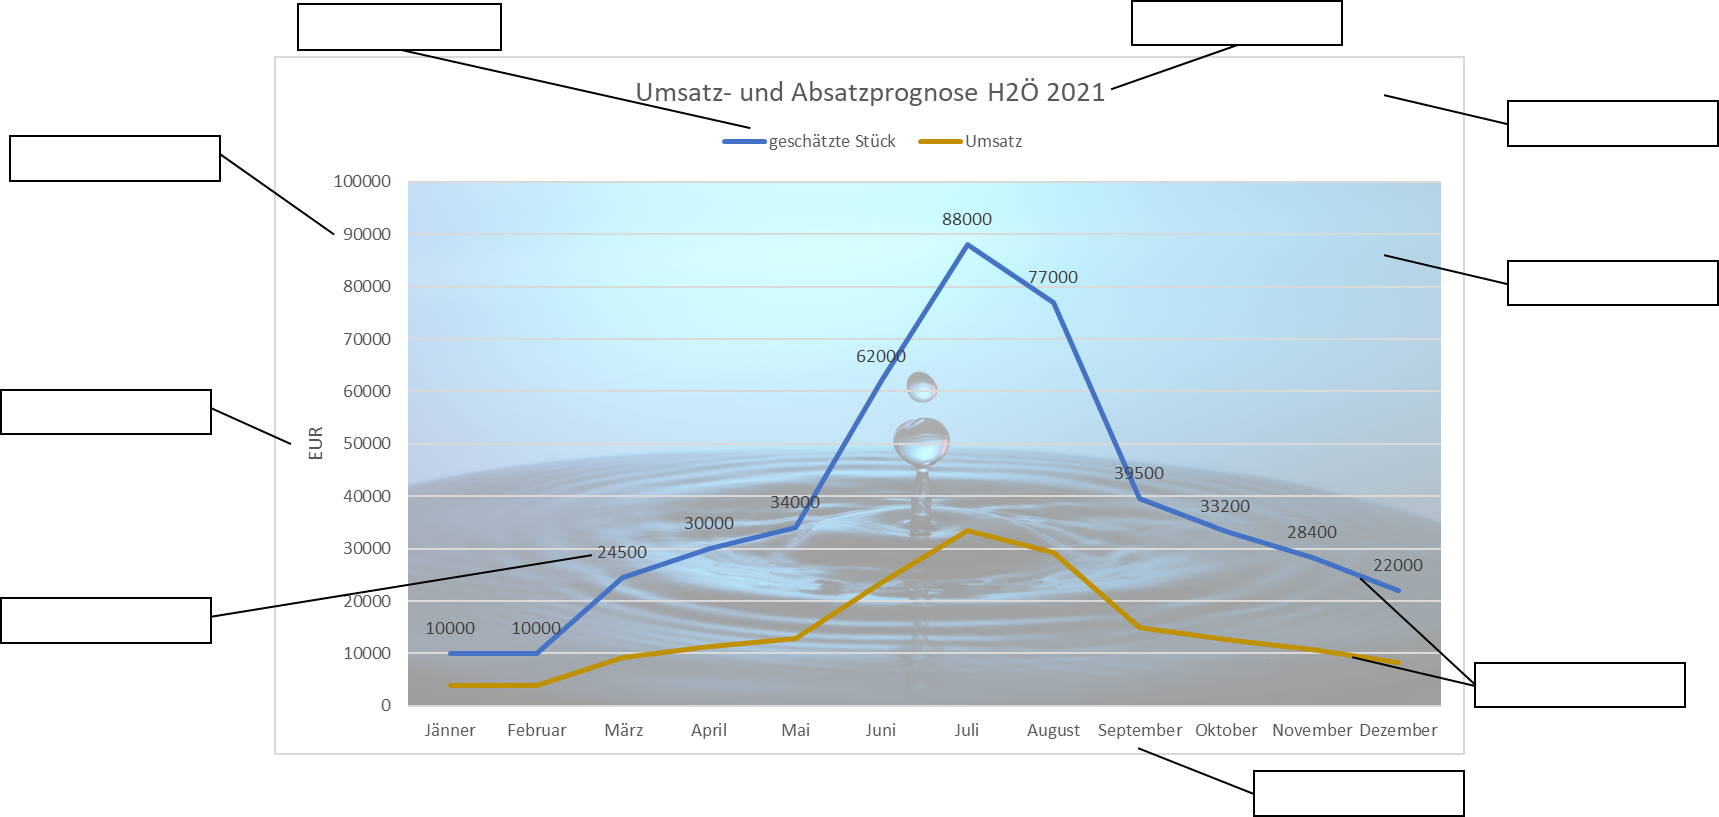 Umsatz- und Absatzprognose H2Ö 2021
geschätzte Stück Umsatz
100000
90000
80000
70000
60000
50000
40000
30000
20000
10000
0
EUR
10000 10000 24500 30000 34000 62000 88000 77000 39500 33200 28400 22000
Jänner Februar März April Mai Juni Juli August September Oktober November Dezember